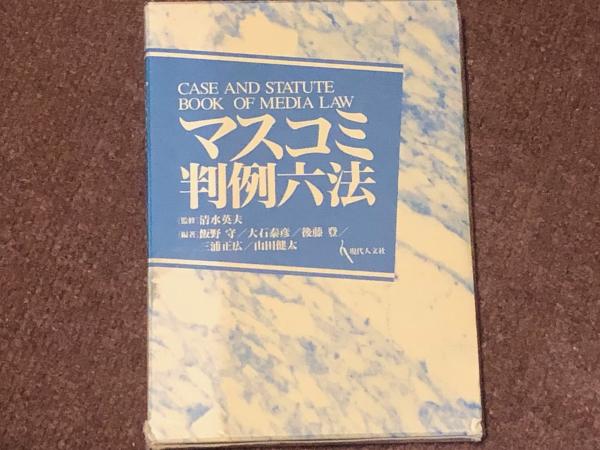 CASE AND STATUTE
BOOK OF MEDIA LAW
マスコミ
判例六法
[監修]清水英夫
[編著]飯野 守／大石泰彦／後藤 登／
三浦正広／山田健太
現代人文社